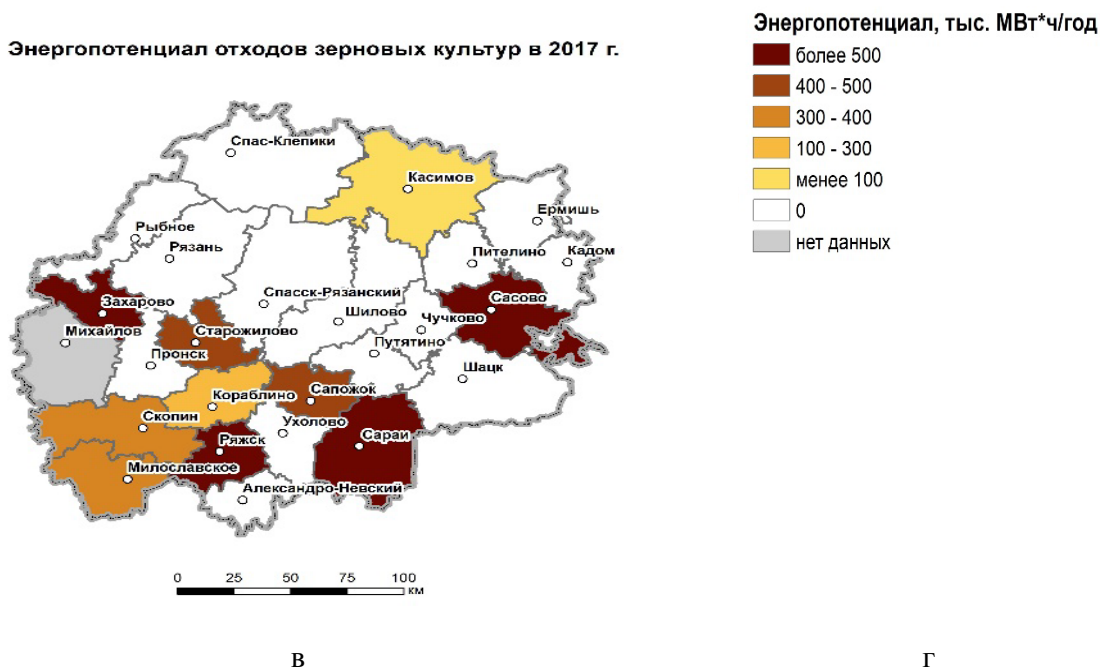 Энергопотенциал отходов зерновых культур в 2017 г.
Энергопотенциал, тыс. МВт*ч/год
более 500
400 - 500
300 - 400
100 - 300
менее 100
0
нет данных
Спас-Клепики
Касимов
Ермишь
Рыбное
Рязань
Пителино
Кадом
Спасск-Рязанский
Сасово
Захарово
Шилово
Чучково
Михайлов
Старожилово
Путятино
Пронск
Шацк
Кораблино
Сапожок
Скопин
Ухолово
Ряжск
Сараи
Милославское
Александро-Невский
0 25 50 75 100
км
в
г